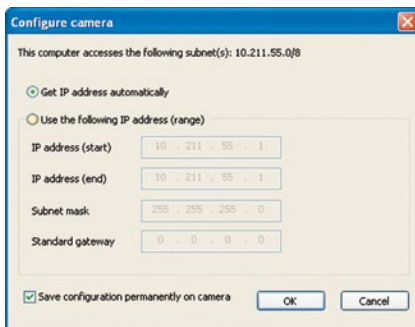 Configure camera
This computer accesses the following subnet(s): 10.211.55.0/8
Get IP address automatically
Use the following IP address (range)
IP address (start) 10 . 211 . 55 . 1
IP address (end) 10 . 211 . 55 . 1
Subnet mask 255 . 255 . 255 . 0
Standard gateway 0 . 0 . 0 . 0
Save configuration permanently on camera OK Cancel